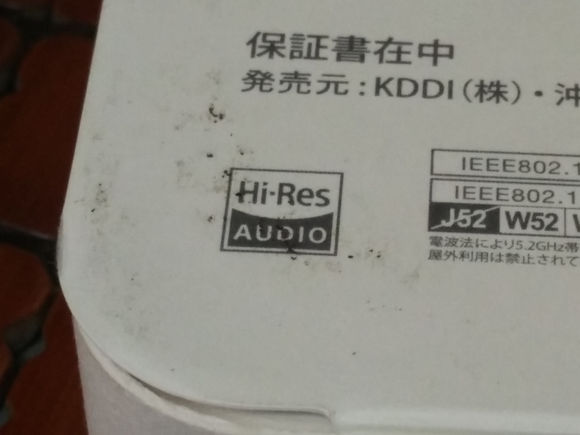 保証書在中
発売元:KDDI(株)・沖
Hi-Res
AUDIO
IEEE802.1
IEEE802.1
J52 W52
電波法により5.2GHz帯
屋外利用は禁止されて